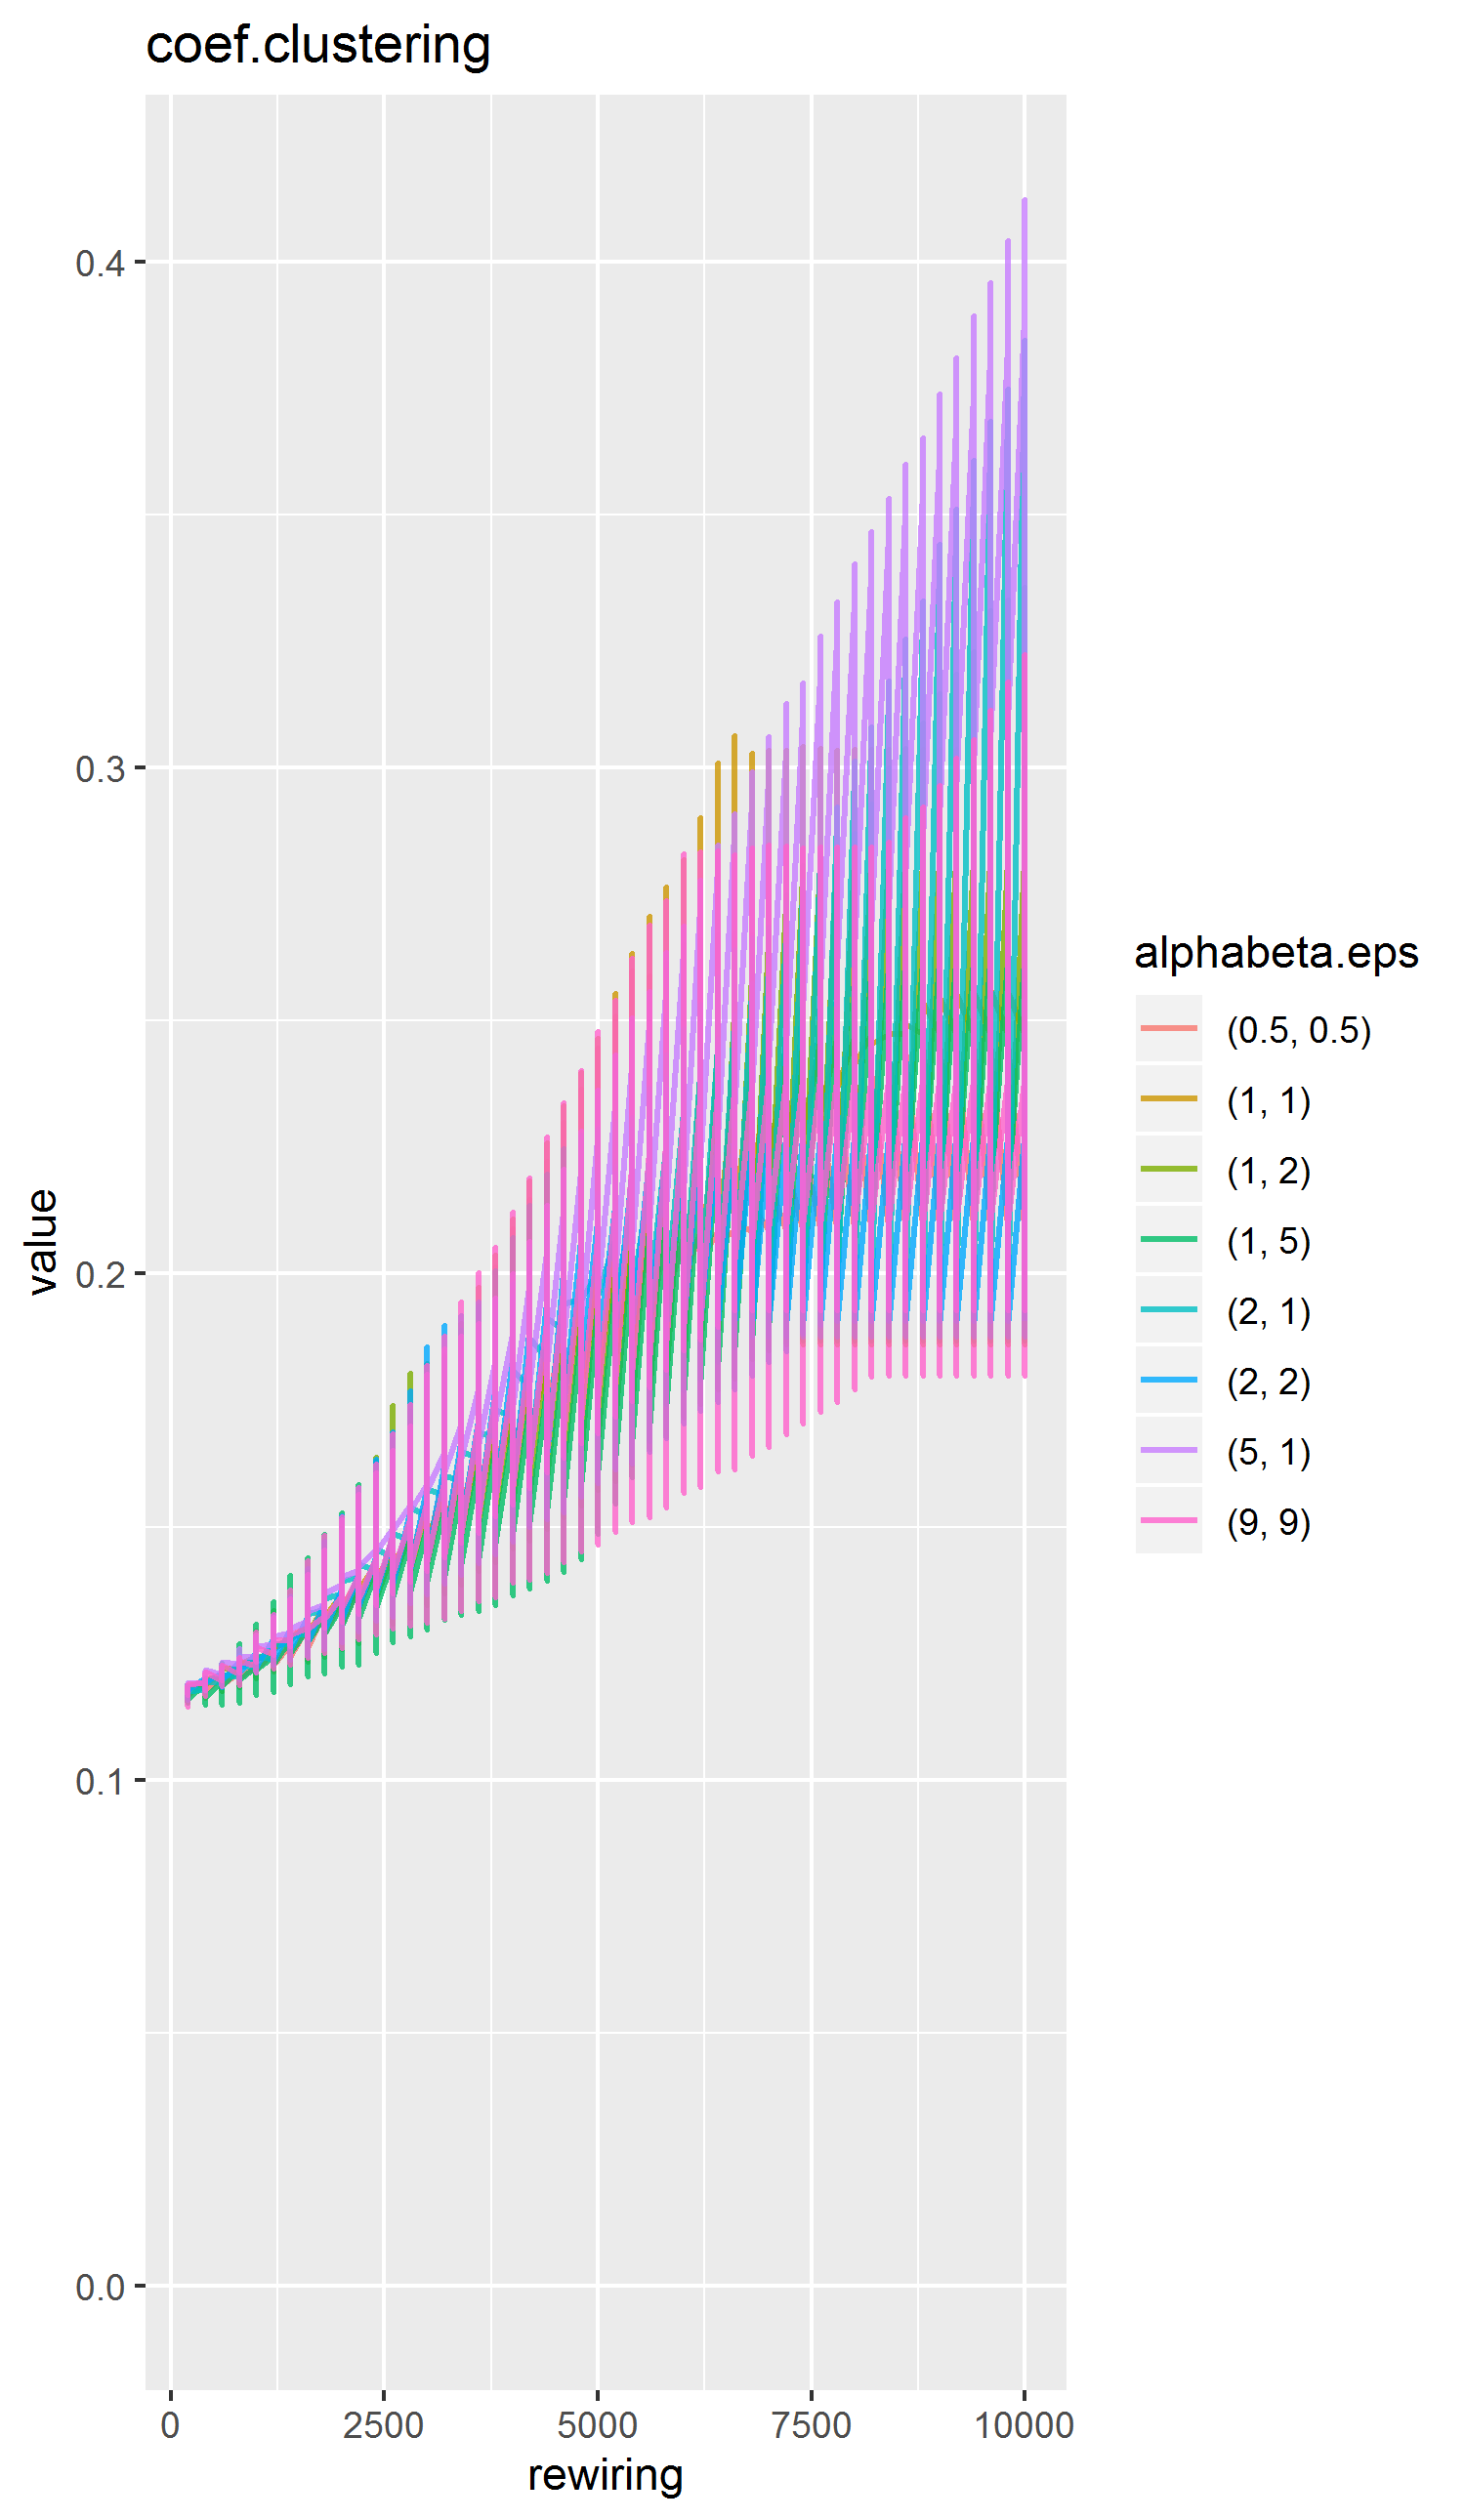 coef.clustering
value
0.4
0.3
0.2
0.1
0.0
0 2500 5000 7500 10000
rewiring
alphabeta.eps
(0.5, 0.5)
(1, 1)
(1, 2)
(1, 5)
(2, 1)
(2, 2)
(5, 1)
(9, 9)